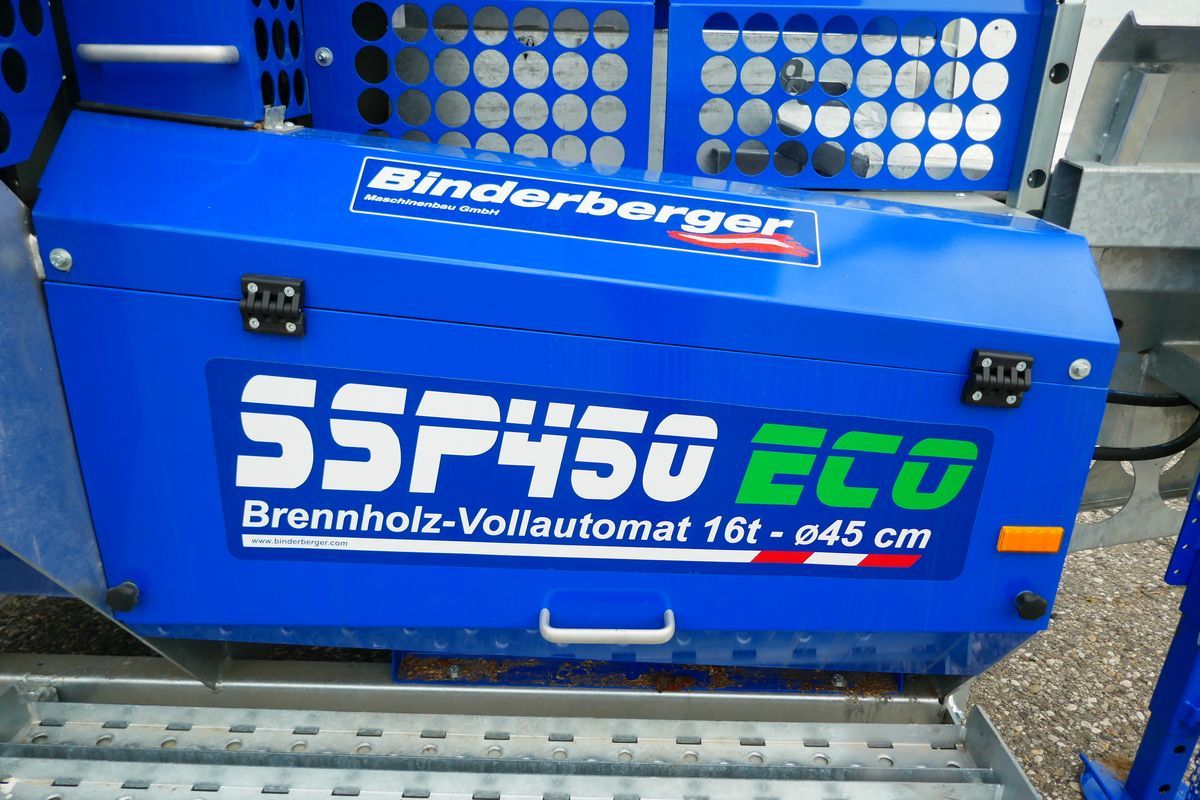 Binderberger
Maschinenbau GmbH
SSP450 ECO
Brennholz-Vollautomat 16t - ø45 cm
www.binderberger.com